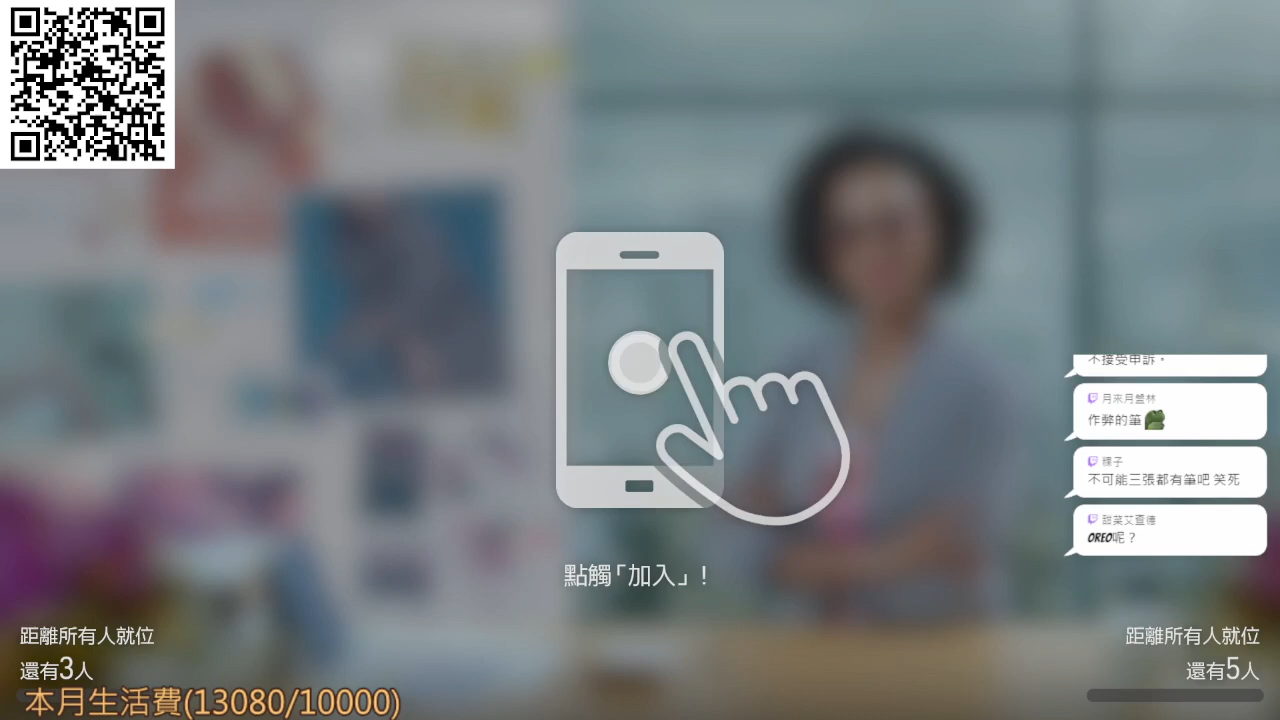 不接受申訴。
月來月盤林
作弊的筆
粿子
不可能三張都有筆吧 笑死
甜菜艾查德
OREO呢？
點觸「加入」！
距離所有人就位
還有3人
距離所有人就位
還有5人
本月生活費(13080/10000)